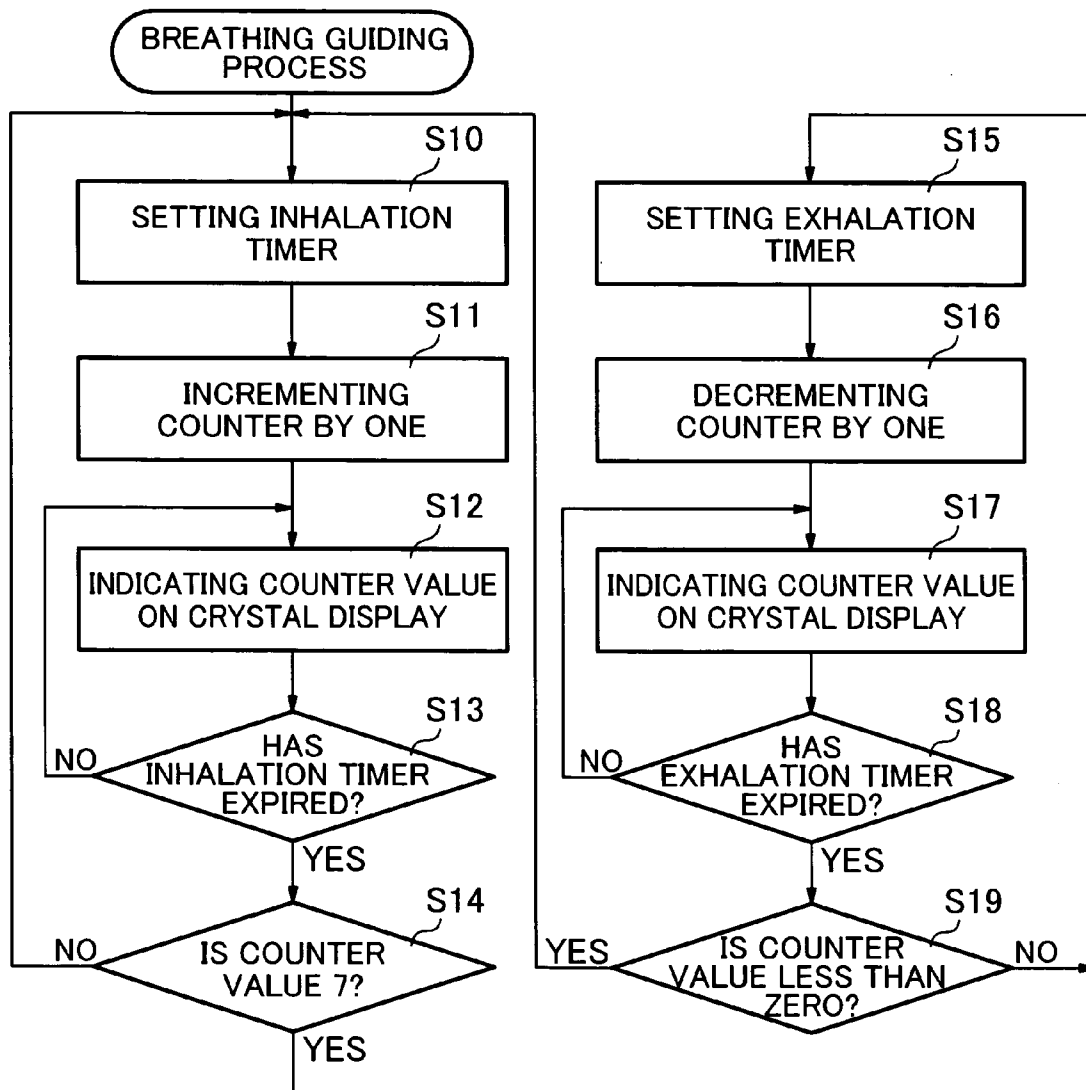 BREATHING GUIDING
PROCESS
S10
SETTING INHALATION
TIMER
S11
INCREMENTING
COUNTER BY ONE
S12
INDICATING COUNTER VALUE
ON CRYSTAL DISPLAY
S13
HAS
INHALATION TIMER
EXPIRED?
NO
YES
S14
IS COUNTER
VALUE 7?
NO
YES
S15
SETTING EXHALATION
TIMER
S16
DECREMENTING
COUNTER BY ONE
S17
INDICATING COUNTER VALUE
ON CRYSTAL DISPLAY
S18
HAS
EXHALATION TIMER
EXPIRED?
NO
YES
S19
IS COUNTER
VALUE LESS THAN
ZERO?
YES
NO